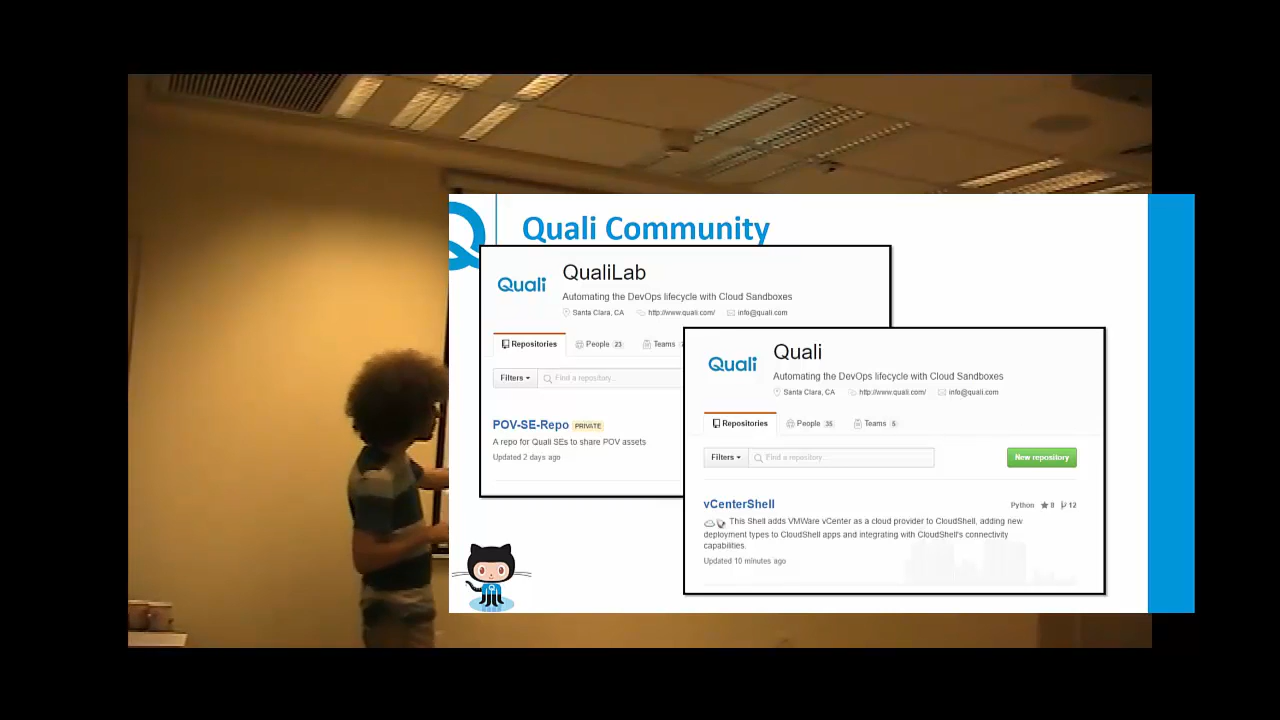 Quali Community
Quali
QualiLab
Automating the DevOps lifecycle with Cloud Sandboxes
Santa Clara, CA http://www.quali.com/ info@quali.com
Repositories People 23 Teams
Filters Find a repository...
POV-SE-Repo PRIVATE
A repo for Quali SEs to share POV assets
Updated 2 days ago
Quali
Quali
Automating the DevOps lifecycle with Cloud Sandboxes
Santa Clara, CA http://www.quali.com/ info@quali.com
Repositories People 35 Teams 5
Filters Find a repository... New repository
vCenterShell Python 8 12
This Shell adds VMWare vCenter as a cloud provider to CloudShell, adding new
deployment types to CloudShell apps and integrating with CloudShell's connectivity
capabilities.
Updated 10 minutes ago